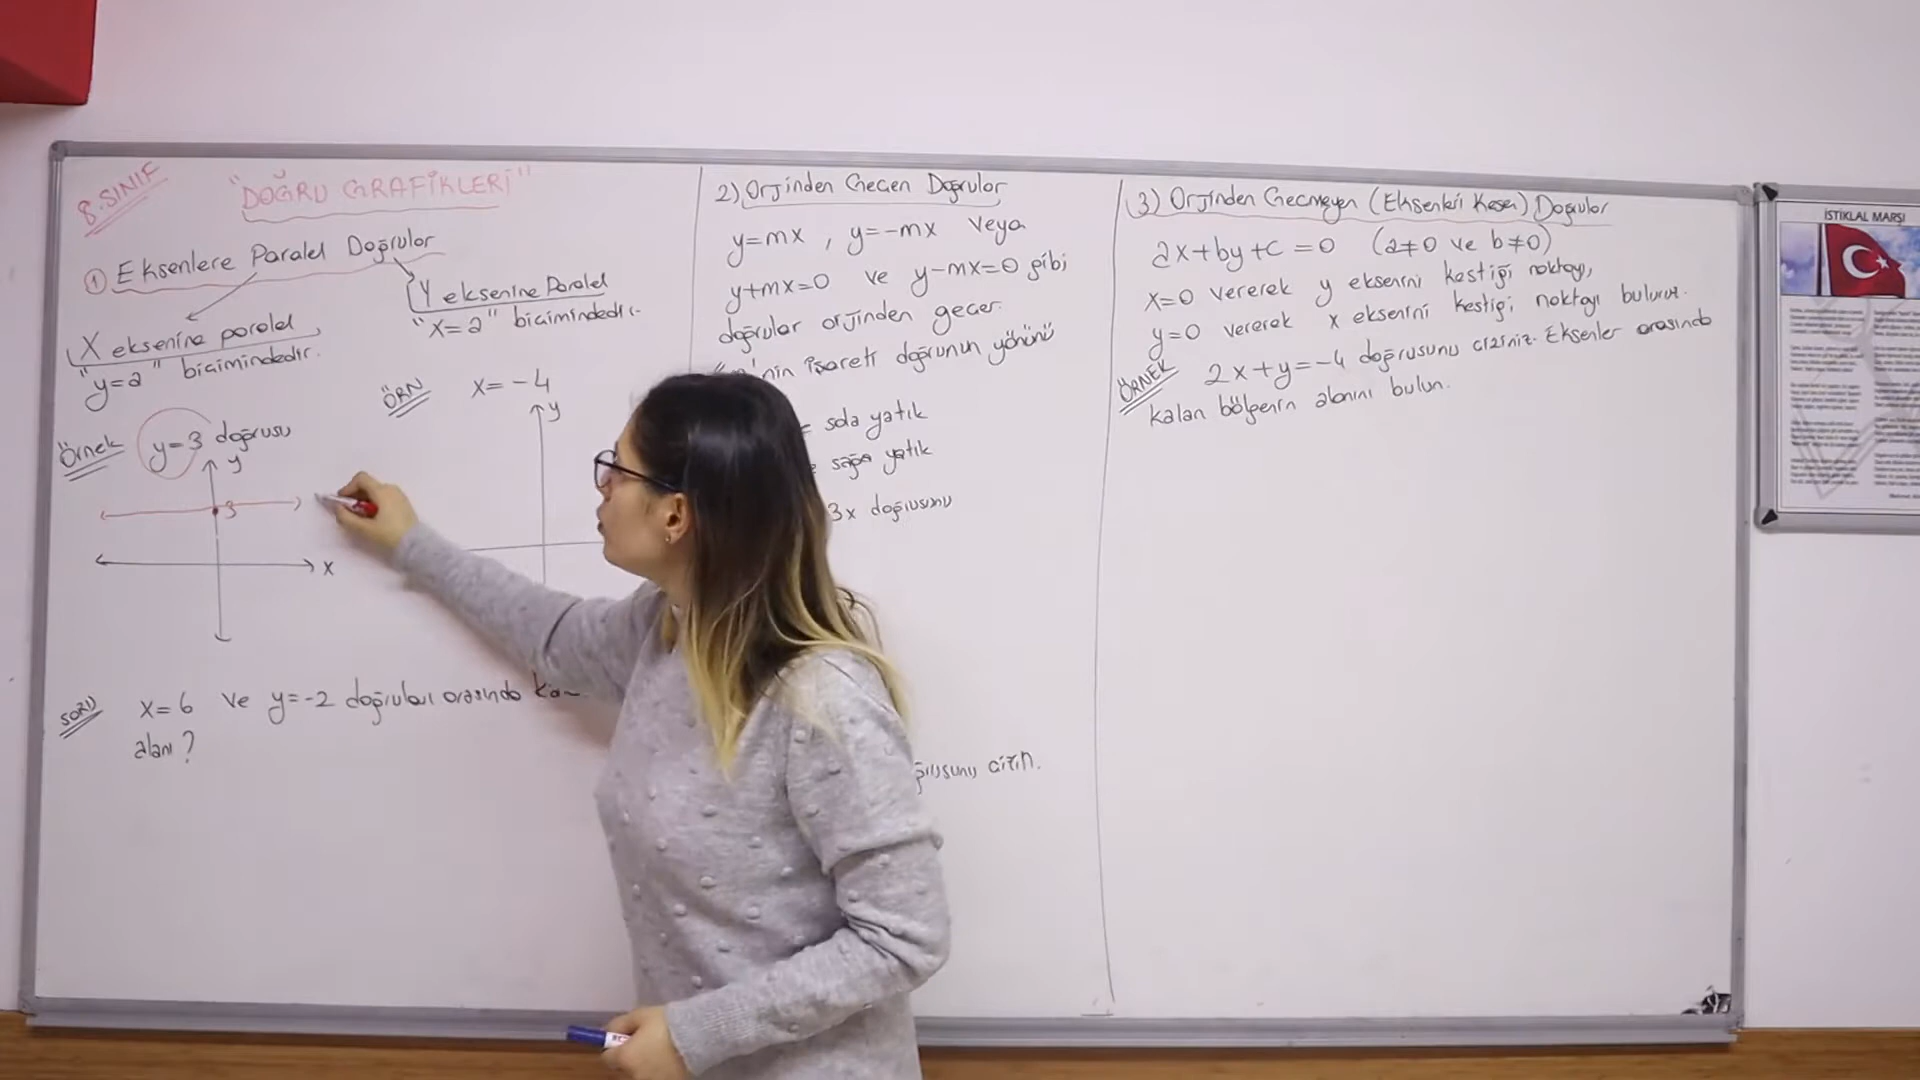 8.SINIF
"DOĞRU GRAFİKLERİ"
① Eksenlere Paralel Doğrular
X eksenine paralel
"y=a" biçimindedir.
Y eksenine Paralel
"x=a" biçimindedir.
Örnek y=3 doğrusu
y
3
x
ÖRN x=-4
y
SORU x=6 ve y=-2 doğruları arasında
alanı?
2) Orjinden Geçen Doğrular
y=mx , y=-mx veya
y+mx=0 ve y-mx=0 gibi
doğrular orjinden geçer.
işareti doğrunun yönünü
sola yatık
sağa yatık
3x doğrusunu
çizin.
3) Orjinden Geçmeyen (Eksenleri Kesen) Doğrular
ax+by+c=0 (a≠0 ve b≠0)
x=0 vererek y eksenini kestiği noktayı,
y=0 vererek x eksenini kestiği noktayı buluruz.
ÖRNEK 2x+y=-4 doğrusunu çiziniz. Eksenler arasında
kalan bölgenin alanını bulun.
İSTİKLAL MARŞI